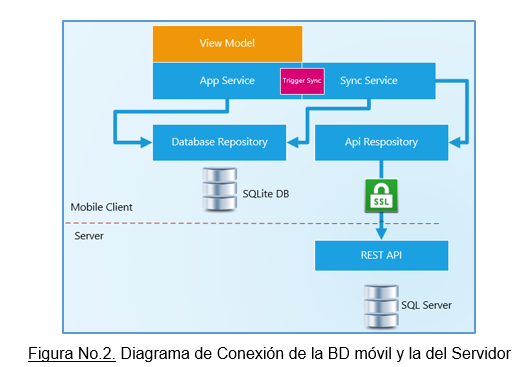 View Model
App Service
Trigger Sync
Sync Service
Database Repository
Api Respository
SQLite DB
SSL
Mobile Client
Server
REST API
SQL Server
Figura No.2. Diagrama de Conexión de la BD móvil y la del Servidor